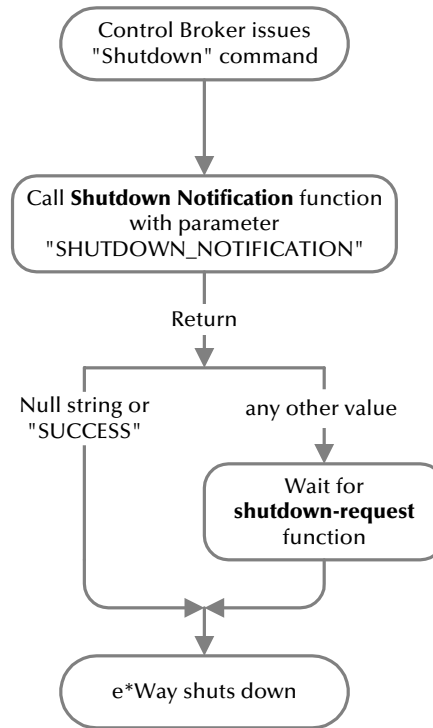 Control Broker issues
"Shutdown" command
Call Shutdown Notification function
with parameter
"SHUTDOWN_NOTIFICATION"
Return
Null string or
"SUCCESS"
any other value
Wait for
shutdown-request
function
e*Way shuts down